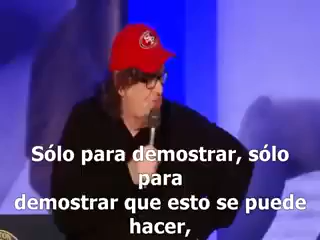 Sólo para demostrar, sólo
para
demostrar que esto se puede
hacer,